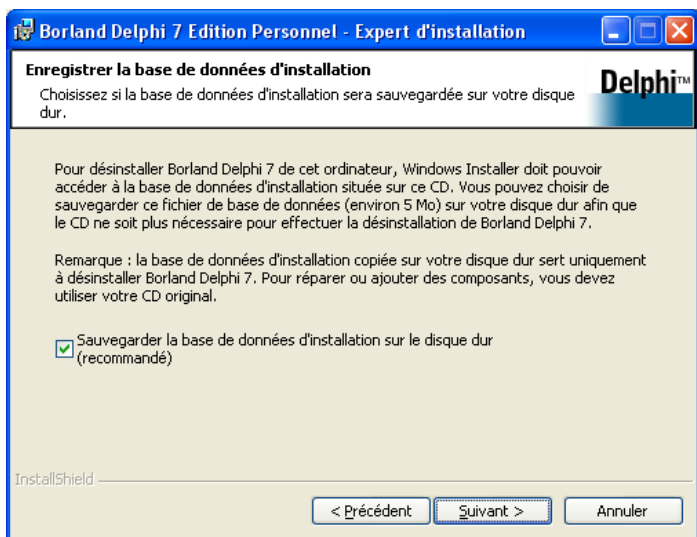 Borland Delphi 7 Edition Personnel - Expert d'installation
Enregistrer la base de données d'installation
Choisissez si la base de données d'installation sera sauvegardée sur votre disque
dur.
Delphi™
Pour désinstaller Borland Delphi 7 de cet ordinateur, Windows Installer doit pouvoir
accéder à la base de données d'installation située sur ce CD. Vous pouvez choisir de
sauvegarder ce fichier de base de données (environ 5 Mo) sur votre disque dur afin que
le CD ne soit plus nécessaire pour effectuer la désinstallation de Borland Delphi 7.
Remarque : la base de données d'installation copiée sur votre disque dur sert uniquement
à désinstaller Borland Delphi 7. Pour réparer ou ajouter des composants, vous devez
utiliser votre CD original.
Sauvegarder la base de données d'installation sur le disque dur
(recommandé)
InstallShield
< Précédent
Suivant >
Annuler